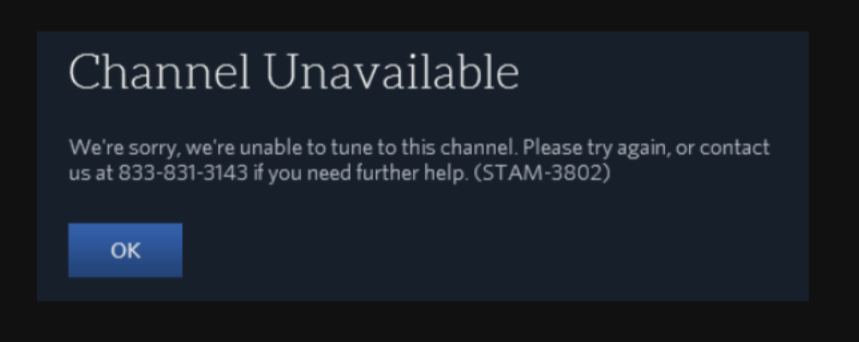 Channel Unavailable
We're sorry, we're unable to tune to this channel. Please try again, or contact
us at 833-831-3143 if you need further help. (STAM-3802)
OK